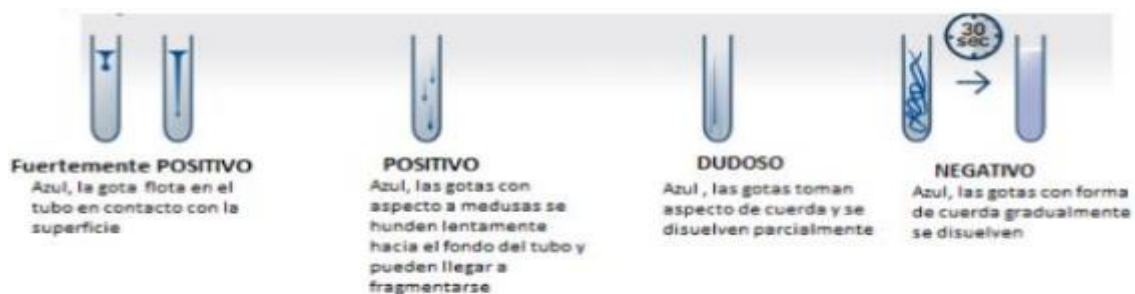 30
sec
Fuertemente POSITIVO
Azul, la gota flota en el
tubo en contacto con la
superficie
POSITIVO
Azul, las gotas con
aspecto a medusas se
hunden lentamente
hacia el fondo del tubo y
pueden llegar a
fragmentarse
DUDOSO
Azul , las gotas toman
aspecto de cuerda y se
disuelven parcialmente
NEGATIVO
Azul, las gotas con forma
de cuerda gradualmente
se disuelven